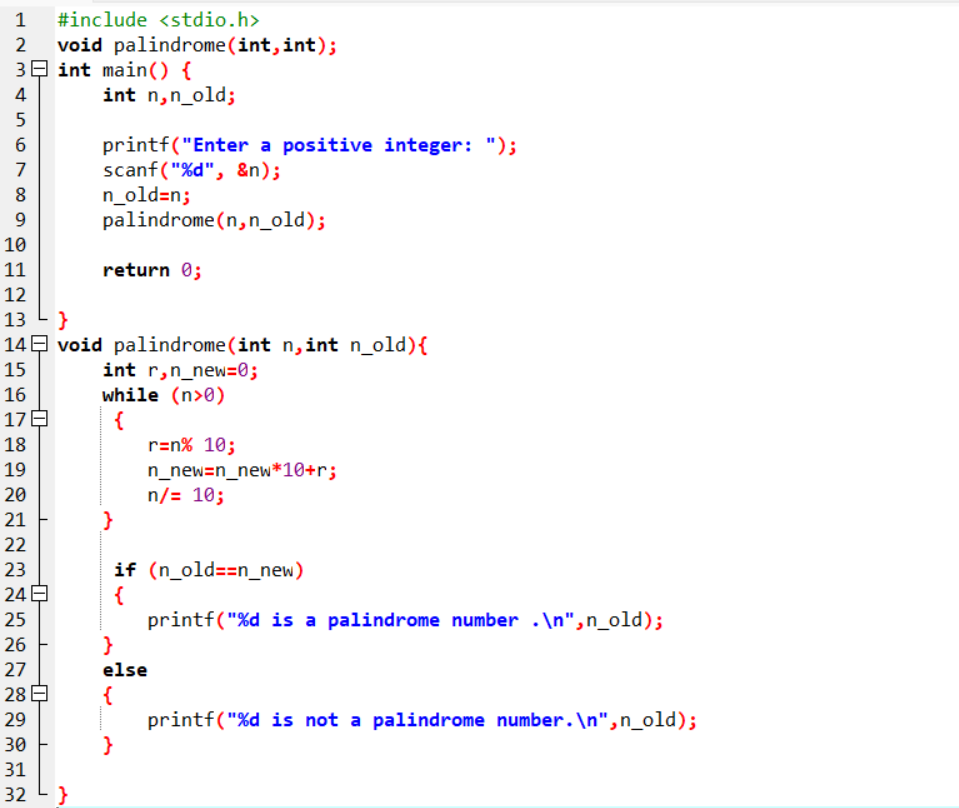 1 #include <stdio.h>
2 void palindrome(int,int);
3 int main() {
4     int n,n_old;
5
6     printf("Enter a positive integer: ");
7     scanf("%d", &n);
8     n_old=n;
9     palindrome(n,n_old);
10
11     return 0;
12
13 }
14 void palindrome(int n,int n_old){
15     int r,n_new=0;
16     while (n>0)
17      {
18         r=n% 10;
19         n_new=n_new*10+r;
20         n/= 10;
21     }
22
23      if (n_old==n_new)
24      {
25         printf("%d is a palindrome number .\n",n_old);
26     }
27     else
28     {
29         printf("%d is not a palindrome number.\n",n_old);
30     }
31
32 }